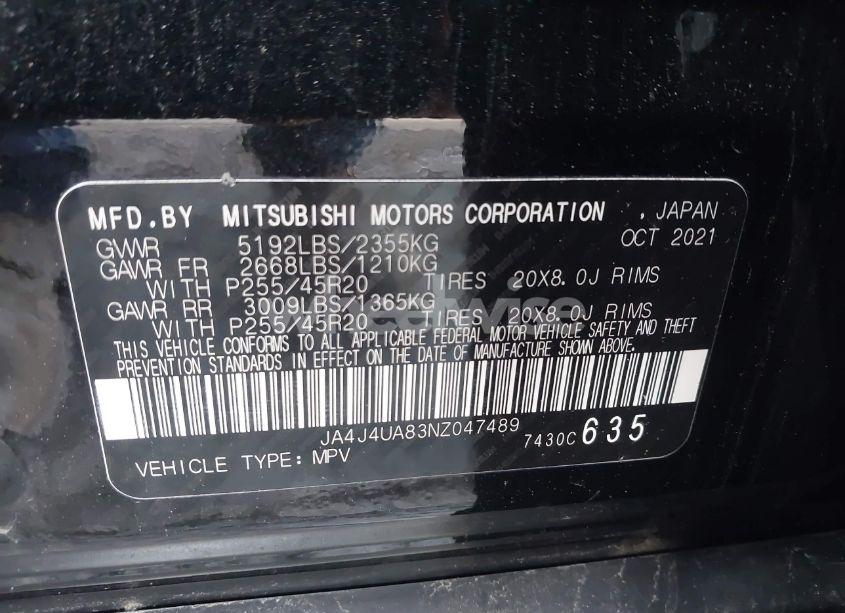 MFD.BY MITSUBISHI MOTORS CORPORATION . JAPAN
GVWR 5192LBS/2355KG OCT 2021
GAWR FR 2668LBS/1210KG
WITH P255/45R20 TIRES 20X8.0J RIMS
GAWR RR 3009LBS/1365KG
WITH P255/45R20 TIRES 20X8.0J RIMS
THIS VEHICLE CONFORMS TO ALL APPLICABLE FEDERAL MOTOR VEHICLE SAFETY AND THEFT
PREVENTION STANDARDS IN EFFECT ON THE DATE OF MANUFACTURE SHOWN ABOVE.
JA4J4UA83NZ047489 7430C 635
VEHICLE TYPE: MPV